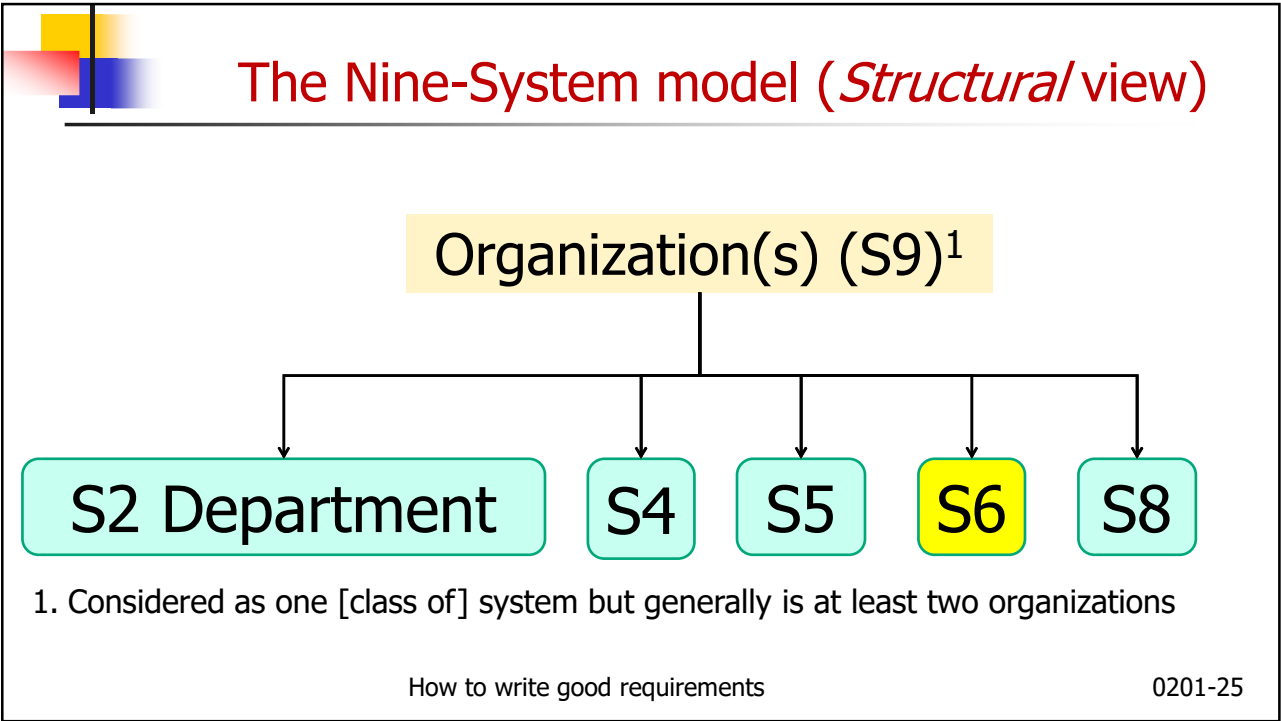 The Nine-System model (Structural view)
Organization(s) (S9)1
S2 Department
S4
S5
S6
S8
1. Considered as one [class of] system but generally is at least two organizations
How to write good requirements
0201-25